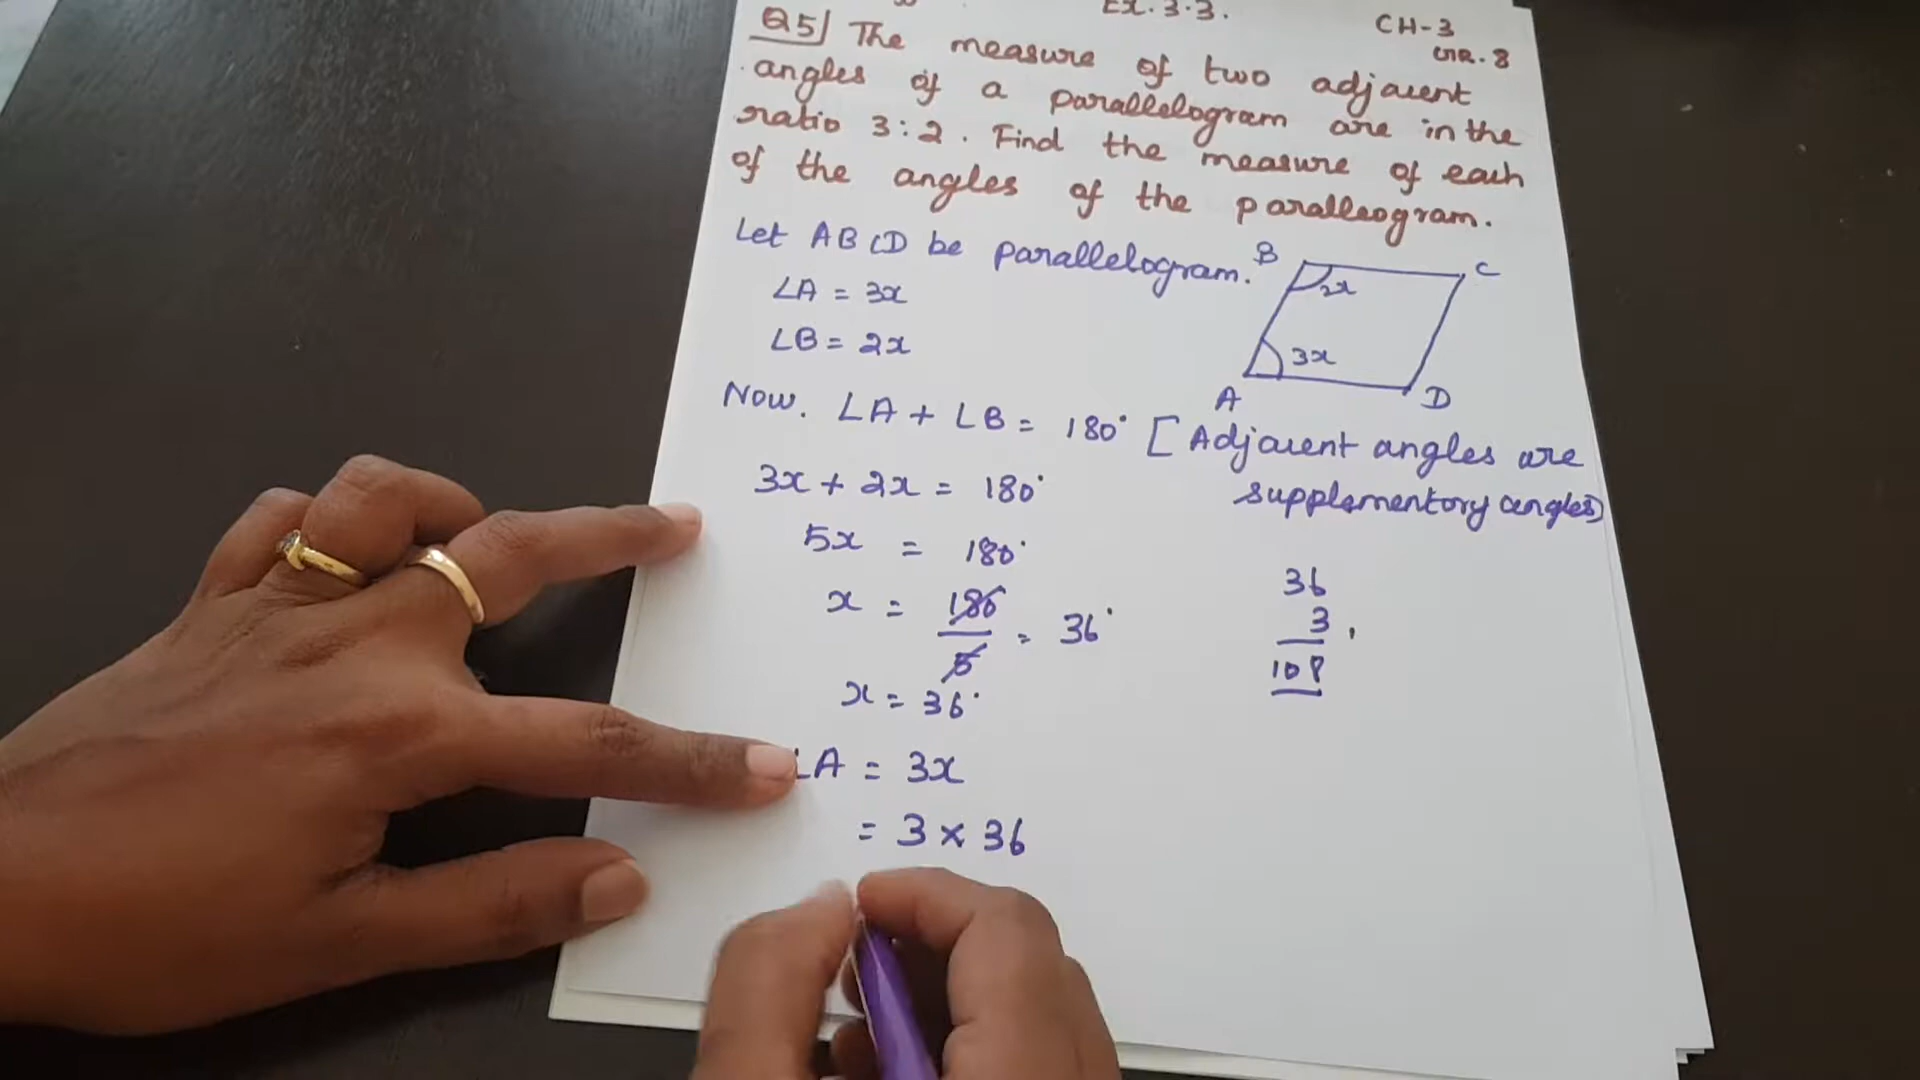 Ex. 3.3.
CH-3
GR. 8
Q5| The measure of two adjacent
angles of a parallelogram are in the
ratio 3:2. Find the measure of each
of the angles of the paralleogram.
Let ABCD be parallelogram.
∠A = 3x
∠B = 2x
B
C
2x
3x
A
D
Now. ∠A + ∠B = 180° [Adjacent angles are
supplementory angles]
3x + 2x = 180°
5x = 180°
x = 180/5 = 36°
x = 36°
36
3
108
∠A = 3x
= 3 × 36